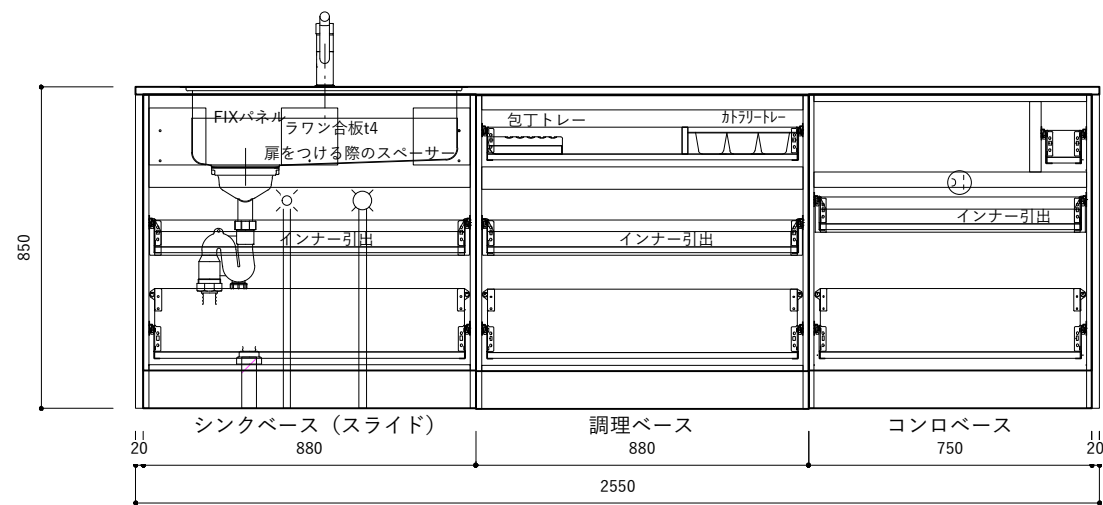 FIXパネル
ラワン合板t4
扉をつける際のスペーサー
包丁トレー
カトラリートレー
インナー引出
インナー引出
インナー引出
850
シンクベース（スライド）
調理ベース
コンロベース
20
880
880
750
20
2550